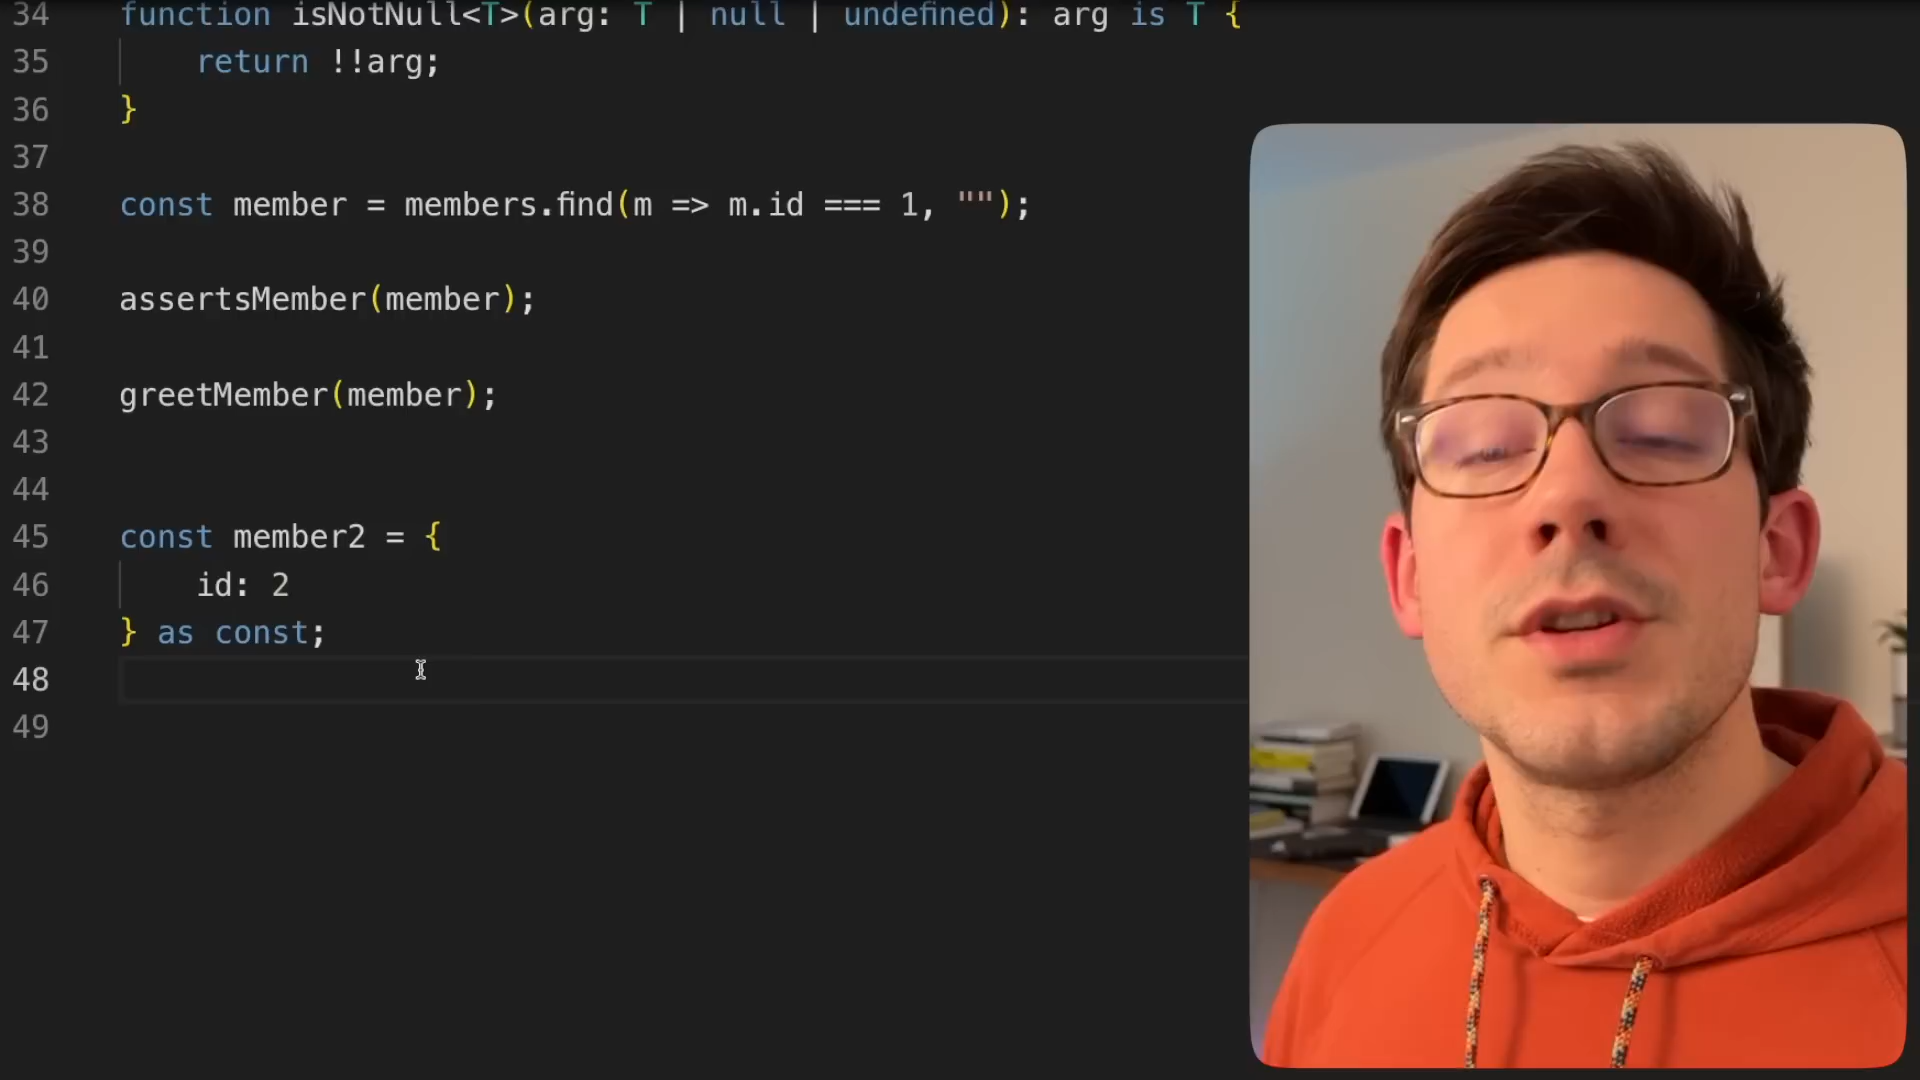 34 function isNotNull<T>(arg: T | null | undefined): arg is T {
35 return !!arg;
36 }
37
38 const member = members.find(m => m.id === 1, "");
39
40 assertsMember(member);
41
42 greetMember(member);
43
44
45 const member2 = {
46 id: 2
47 } as const;
48
49